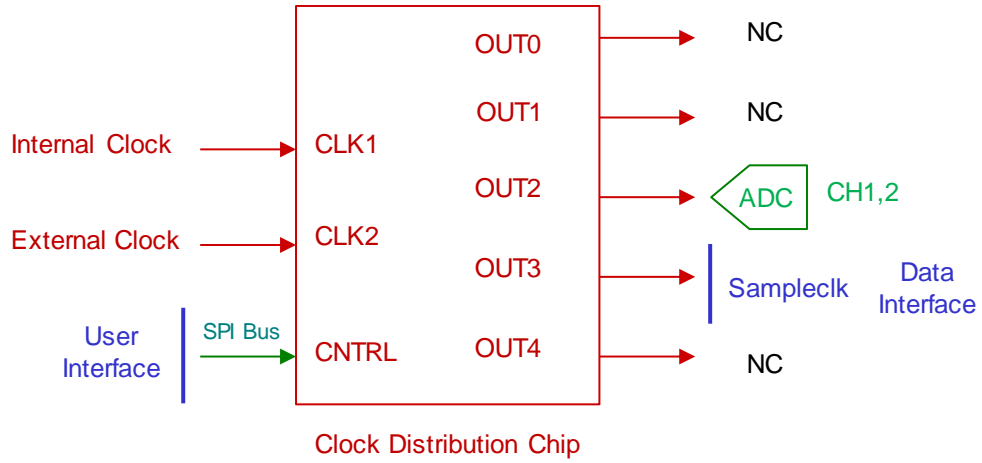 OUT0
NC
OUT1
NC
Internal Clock
CLK1
OUT2
ADC
CH1,2
External Clock
CLK2
OUT3
Sampleclk
Data
Interface
User
Interface
SPI Bus
CNTRL
OUT4
NC
Clock Distribution Chip